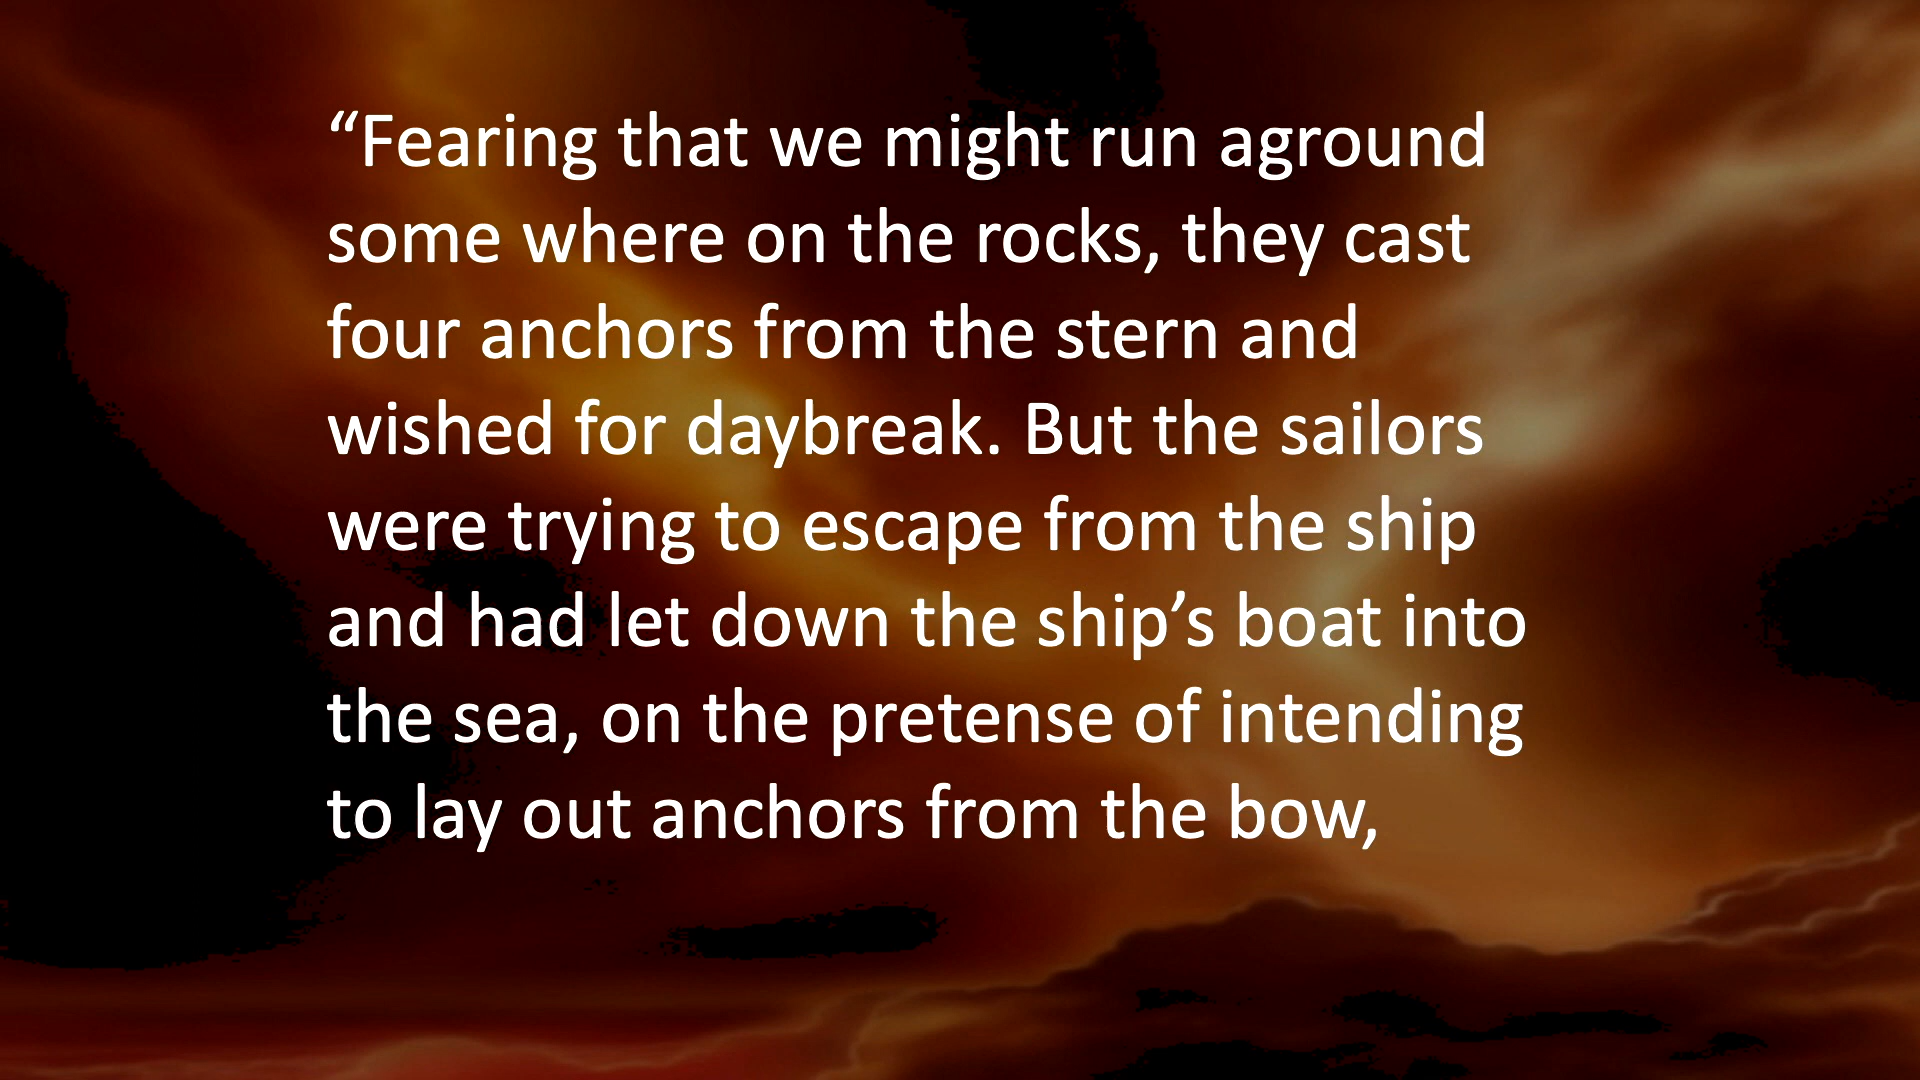 “Fearing that we might run aground
some where on the rocks, they cast
four anchors from the stern and
wished for daybreak. But the sailors
were trying to escape from the ship
and had let down the ship’s boat into
the sea, on the pretense of intending
to lay out anchors from the bow,